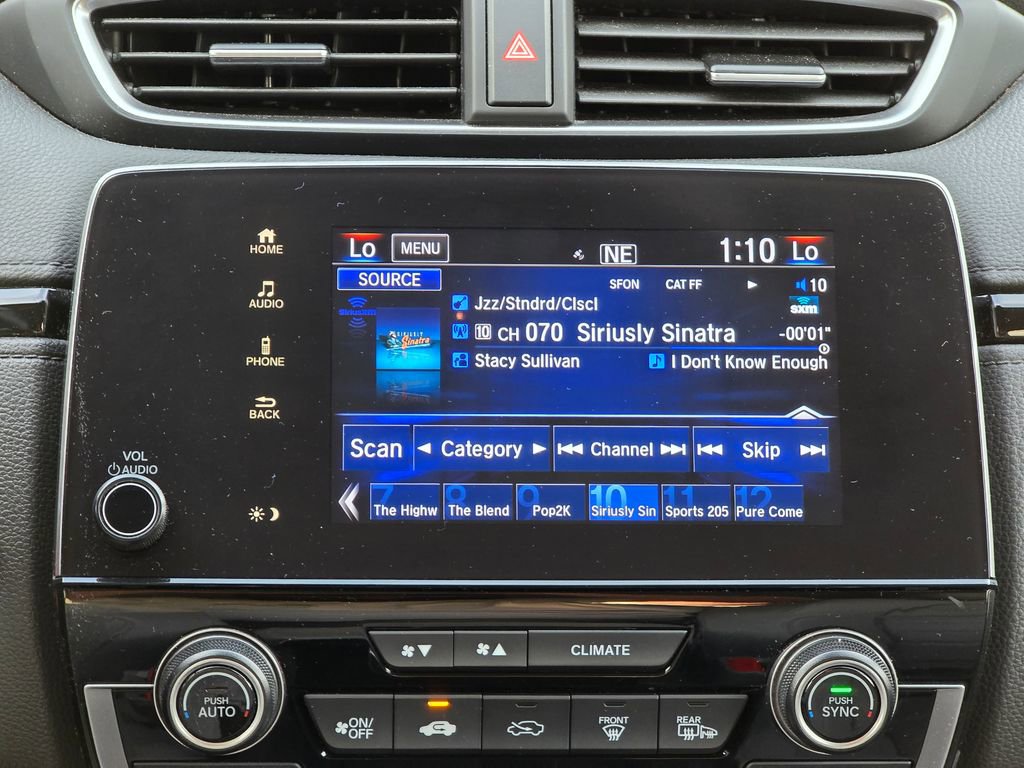 HOME
AUDIO
PHONE
BACK
VOL
AUDIO
Lo MENU NE 1:10 Lo
SOURCE SFON CAT FF 10
SiriusXM Jzz/Stndrd/Clscl sxm
SIRIUSLY Sinatra
10 CH 070 Siriusly Sinatra -00'01"
Stacy Sullivan I Don't Know Enough
Scan Category Channel Skip
7 8 9 10 11 12
The Highw The Blend Pop2K Siriusly Sin Sports 205 Pure Come
CLIMATE
PUSH AUTO
ON/OFF
FRONT
REAR
PUSH SYNC